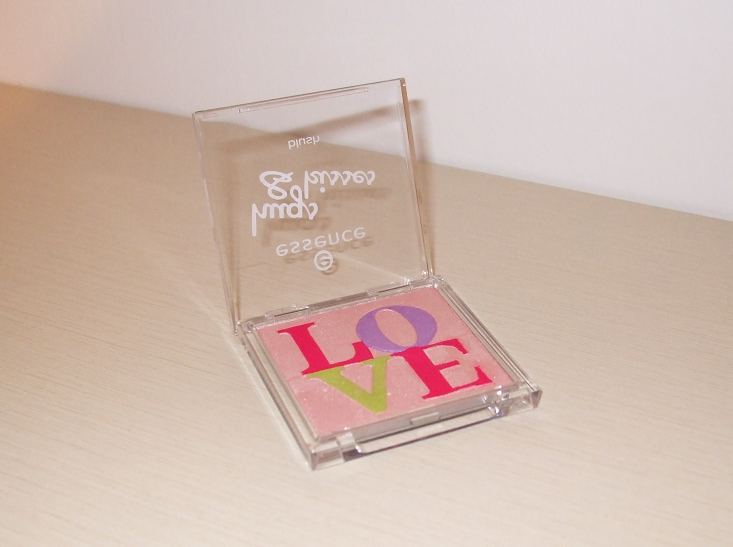 essence
hugs
& kisses
blush
LO
VE